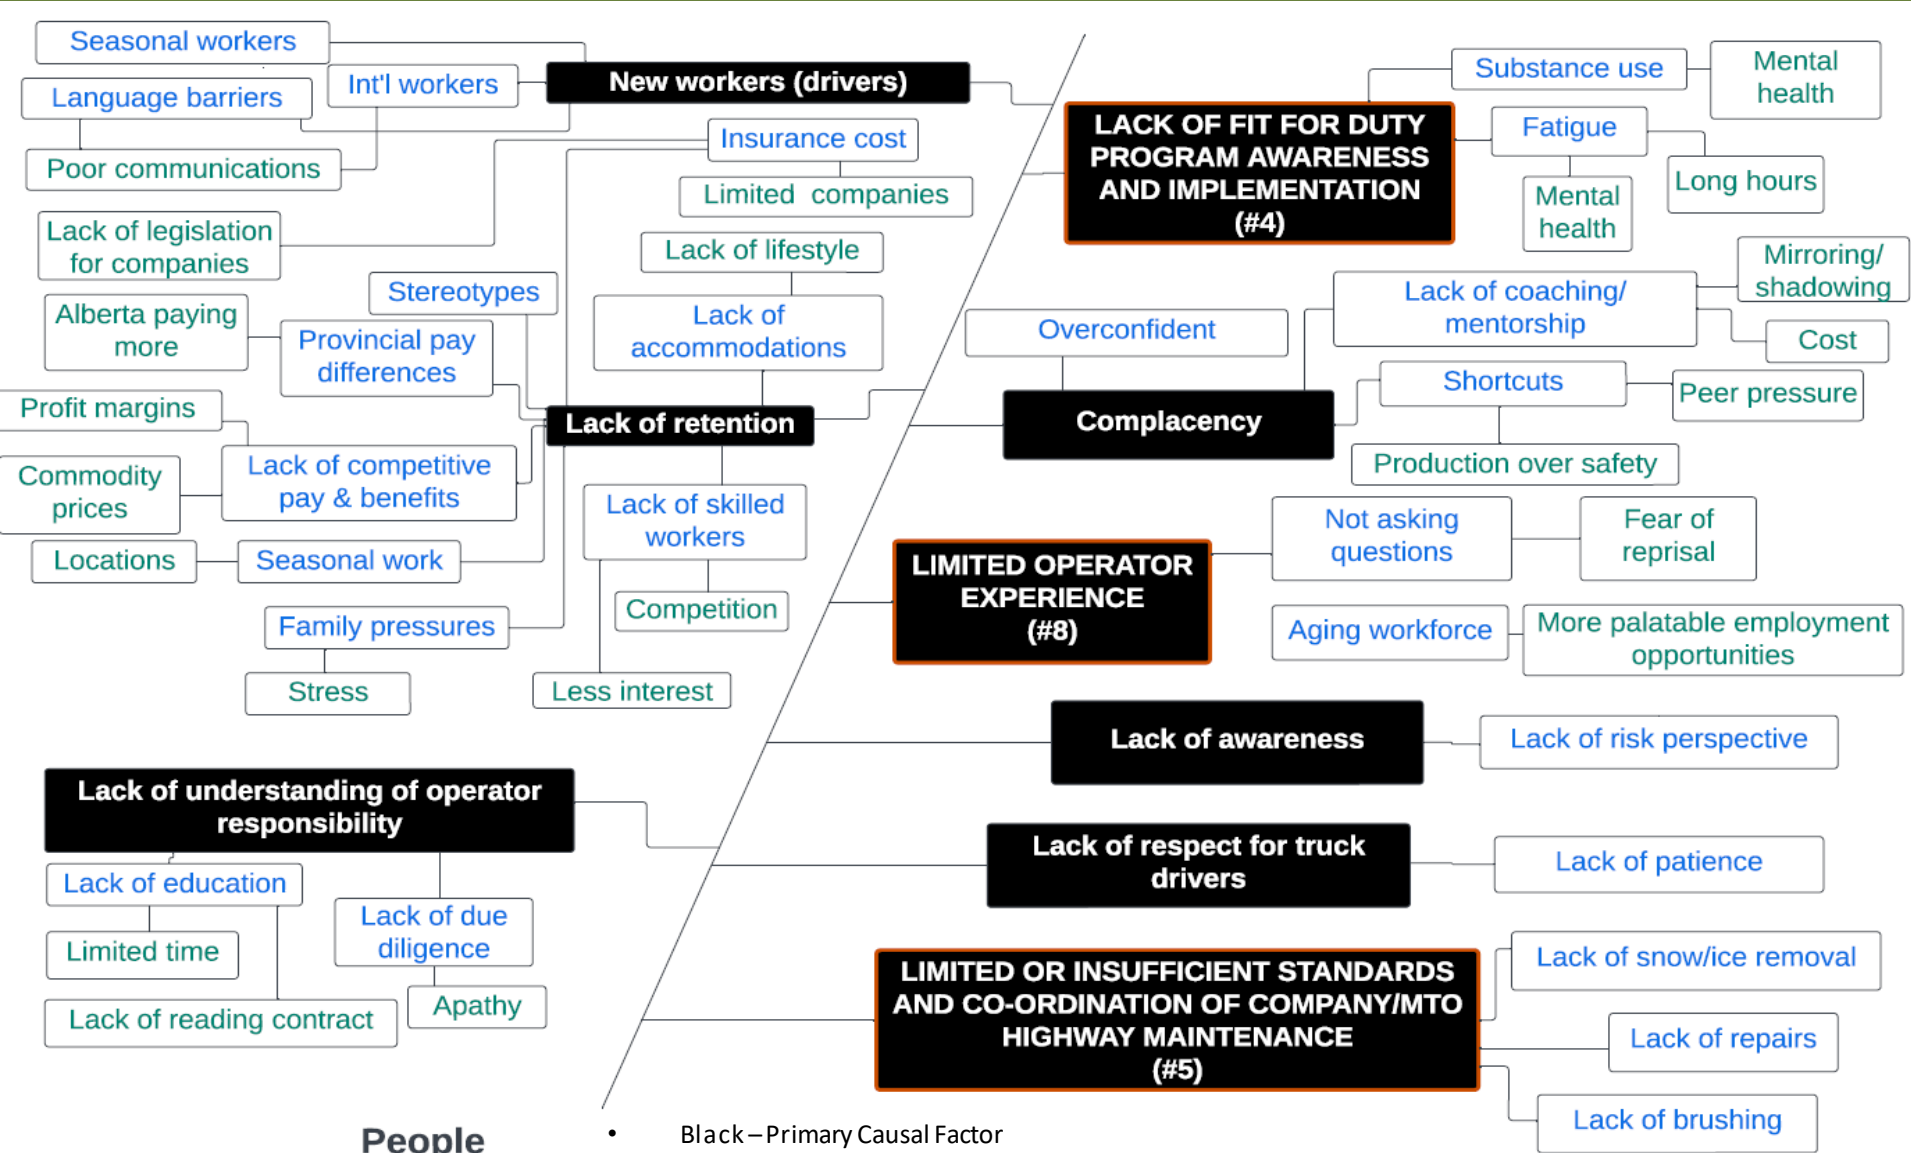 Seasonal workers
Language barriers
Int'l workers
Poor communications
New workers (drivers)
Insurance cost
Limited companies
Lack of legislation
for companies
Lack of lifestyle
Stereotypes
Lack of
accommodations
Alberta paying
more
Provincial pay
differences
Profit margins
Lack of retention
Commodity
prices
Lack of competitive
pay & benefits
Lack of skilled
workers
Locations
Seasonal work
Competition
Family pressures
Stress
Less interest
Lack of understanding of operator
responsibility
Lack of education
Lack of due
diligence
Limited time
Apathy
Lack of reading contract
People
LACK OF FIT FOR DUTY
PROGRAM AWARENESS
AND IMPLEMENTATION
(#4)
Substance use
Mental
health
Fatigue
Mental
health
Long hours
Overconfident
Lack of coaching/
mentorship
Mirroring/
shadowing
Cost
Complacency
Shortcuts
Peer pressure
Production over safety
LIMITED OPERATOR
EXPERIENCE
(#8)
Not asking
questions
Fear of
reprisal
Aging workforce
More palatable employment
opportunities
Lack of awareness
Lack of risk perspective
Lack of respect for truck
drivers
Lack of patience
LIMITED OR INSUFFICIENT STANDARDS
AND CO-ORDINATION OF COMPANY/MTO
HIGHWAY MAINTENANCE
(#5)
Lack of snow/ice removal
Lack of repairs
Lack of brushing
• Black – Primary Causal Factor